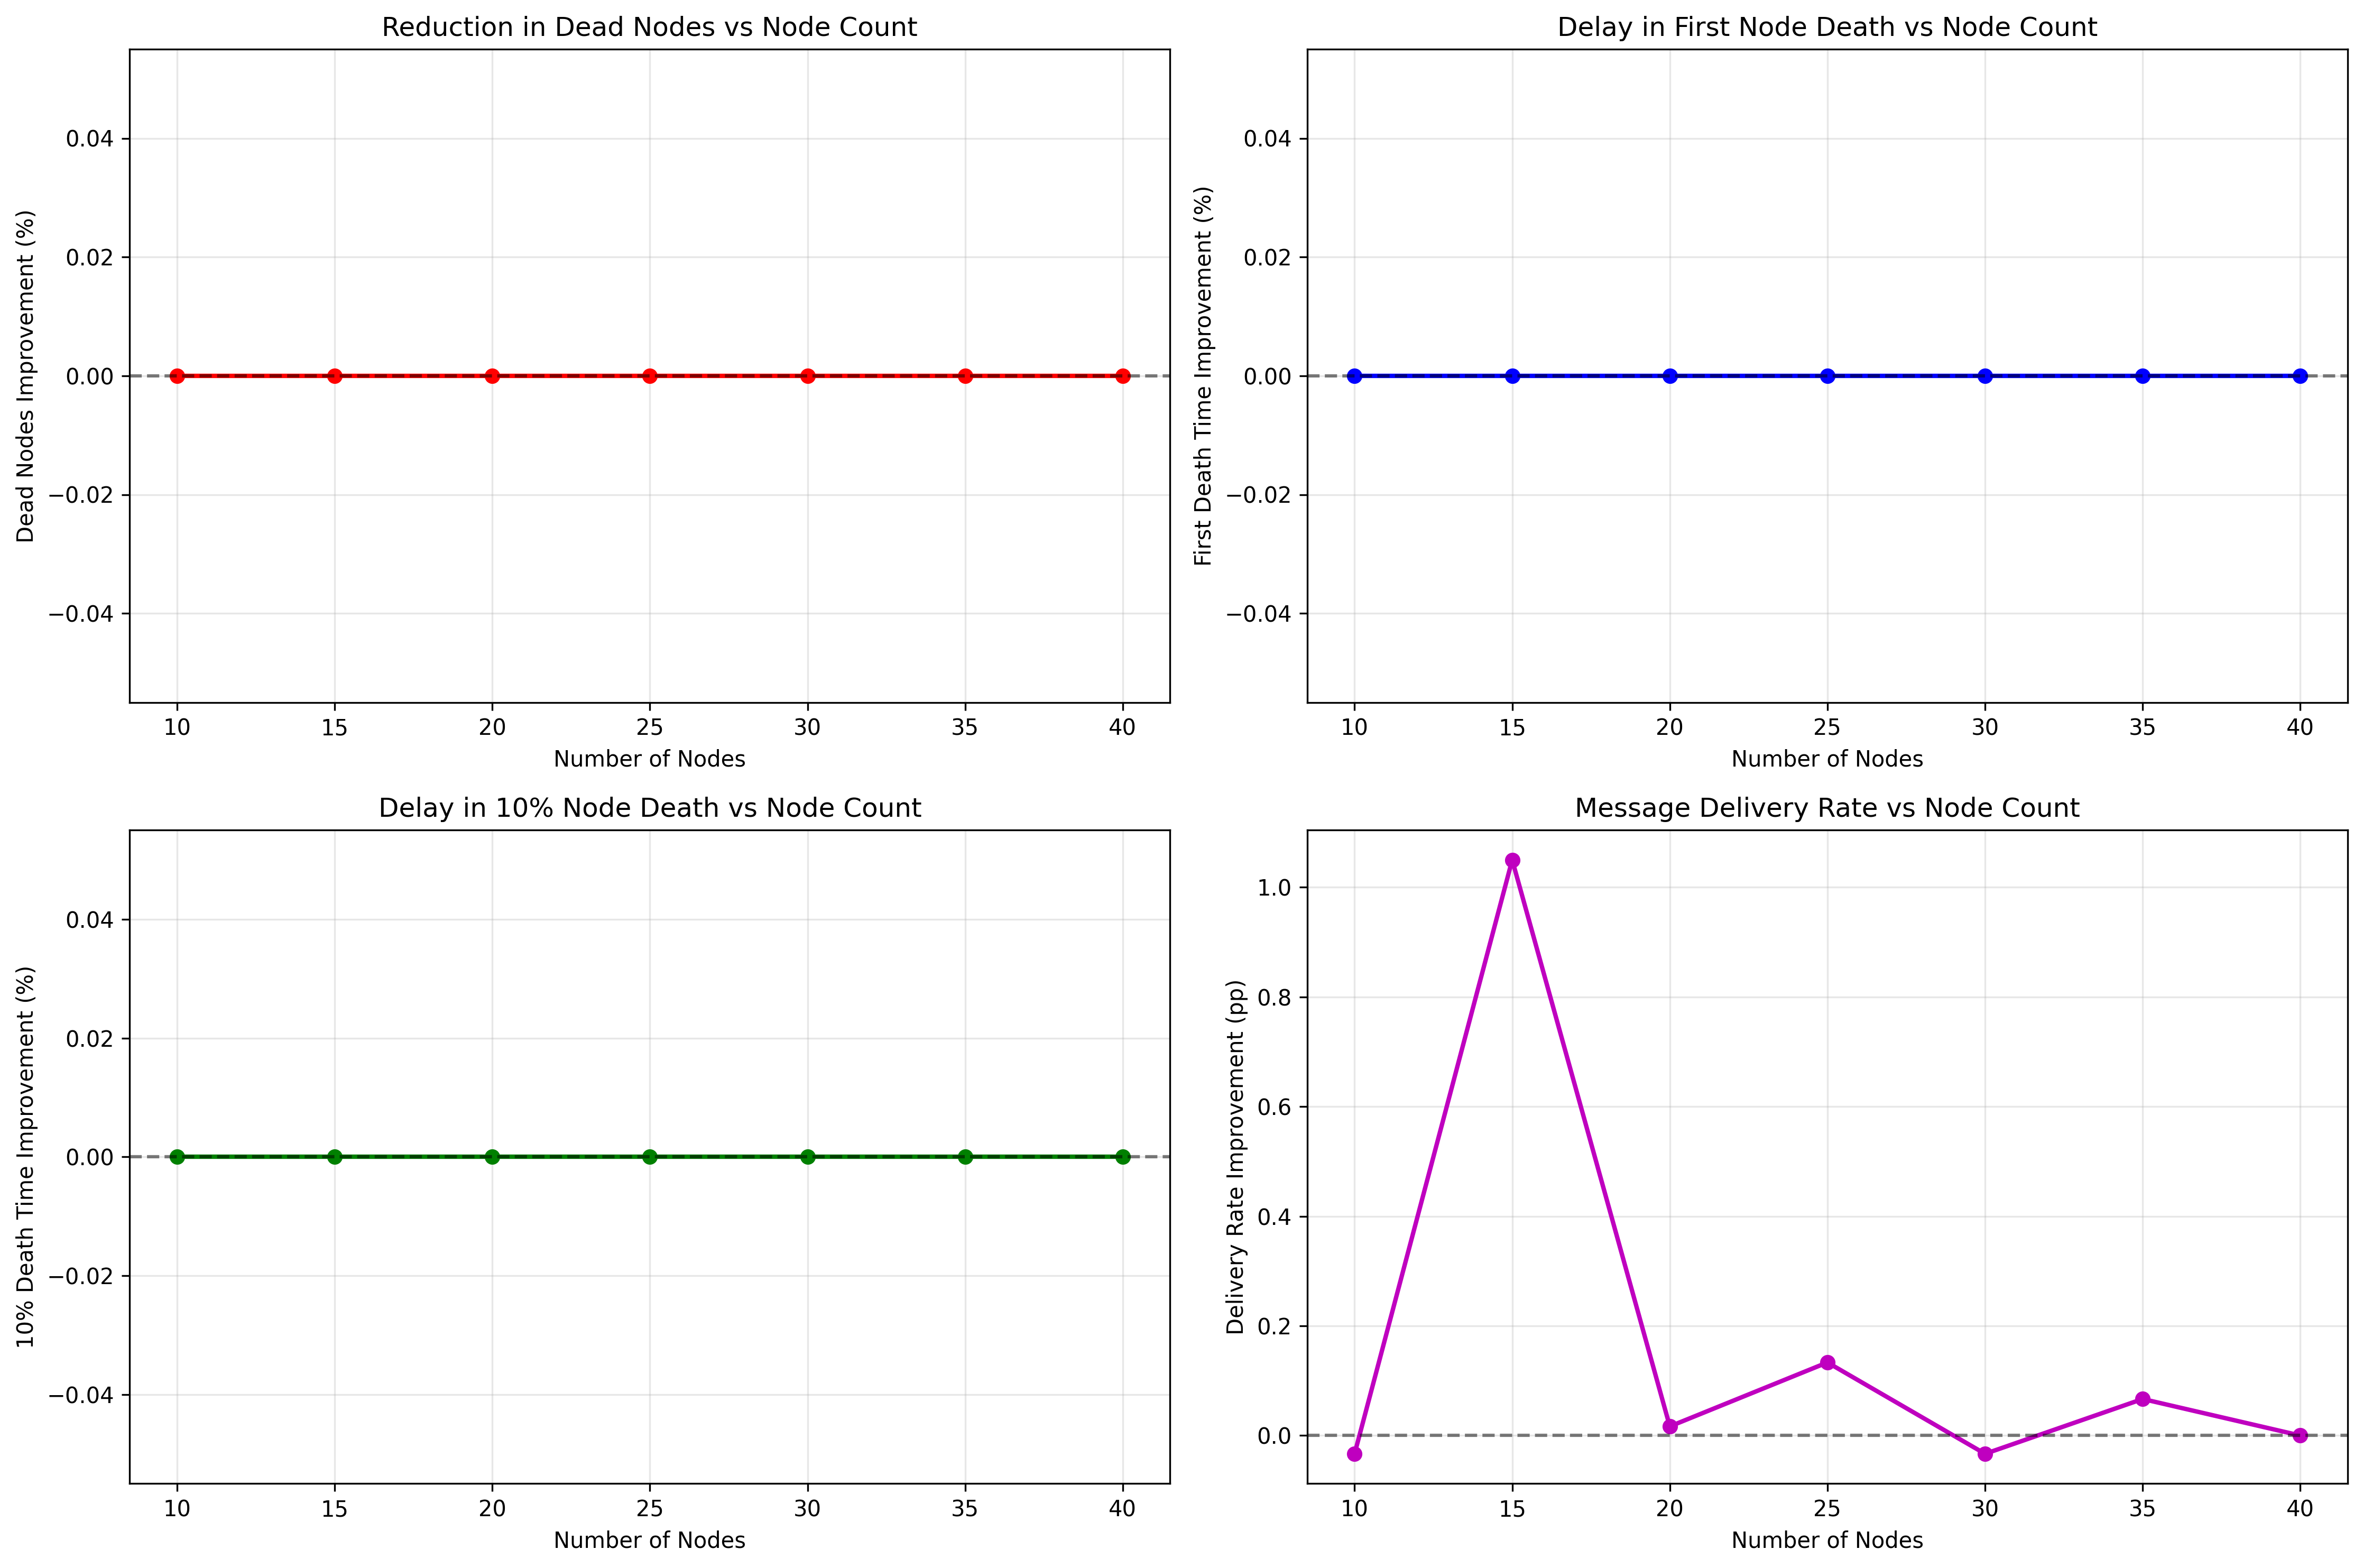 Reduction in Dead Nodes vs Node Count
Dead Nodes Improvement (%)
0.04
0.02
0.00
−0.02
−0.04
10 15 20 25 30 35 40
Number of Nodes
Delay in First Node Death vs Node Count
First Death Time Improvement (%)
0.04
0.02
0.00
−0.02
−0.04
10 15 20 25 30 35 40
Number of Nodes
Delay in 10% Node Death vs Node Count
10% Death Time Improvement (%)
0.04
0.02
0.00
−0.02
−0.04
10 15 20 25 30 35 40
Number of Nodes
Message Delivery Rate vs Node Count
Delivery Rate Improvement (pp)
1.0
0.8
0.6
0.4
0.2
0.0
10 15 20 25 30 35 40
Number of Nodes